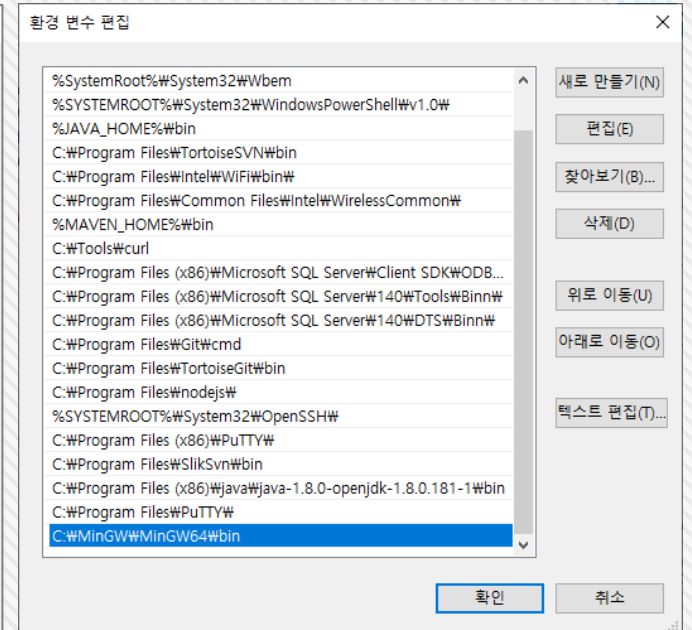 환경 변수 편집
%SystemRoot%₩System32₩Wbem
%SYSTEMROOT%₩System32₩WindowsPowerShell₩v1.0₩
%JAVA_HOME%₩bin
C:₩Program Files₩TortoiseSVN₩bin
C:₩Program Files₩Intel₩WiFi₩bin₩
C:₩Program Files₩Common Files₩Intel₩WirelessCommon₩
%MAVEN_HOME%₩bin
C:₩Tools₩curl
C:₩Program Files (x86)₩Microsoft SQL Server₩Client SDK₩ODB...
C:₩Program Files (x86)₩Microsoft SQL Server₩140₩Tools₩Binn₩
C:₩Program Files (x86)₩Microsoft SQL Server₩140₩DTS₩Binn₩
C:₩Program Files₩Git₩cmd
C:₩Program Files₩TortoiseGit₩bin
C:₩Program Files₩nodejs₩
%SYSTEMROOT%₩System32₩OpenSSH₩
C:₩Program Files (x86)₩PuTTY₩
C:₩Program Files₩SlikSvn₩bin
C:₩Program Files (x86)₩java₩java-1.8.0-openjdk-1.8.0.181-1₩bin
C:₩Program Files₩PuTTY₩
C:₩MinGW₩MinGW64₩bin
새로 만들기(N)
편집(E)
찾아보기(B)...
삭제(D)
위로 이동(U)
아래로 이동(O)
텍스트 편집(T)...
확인
취소